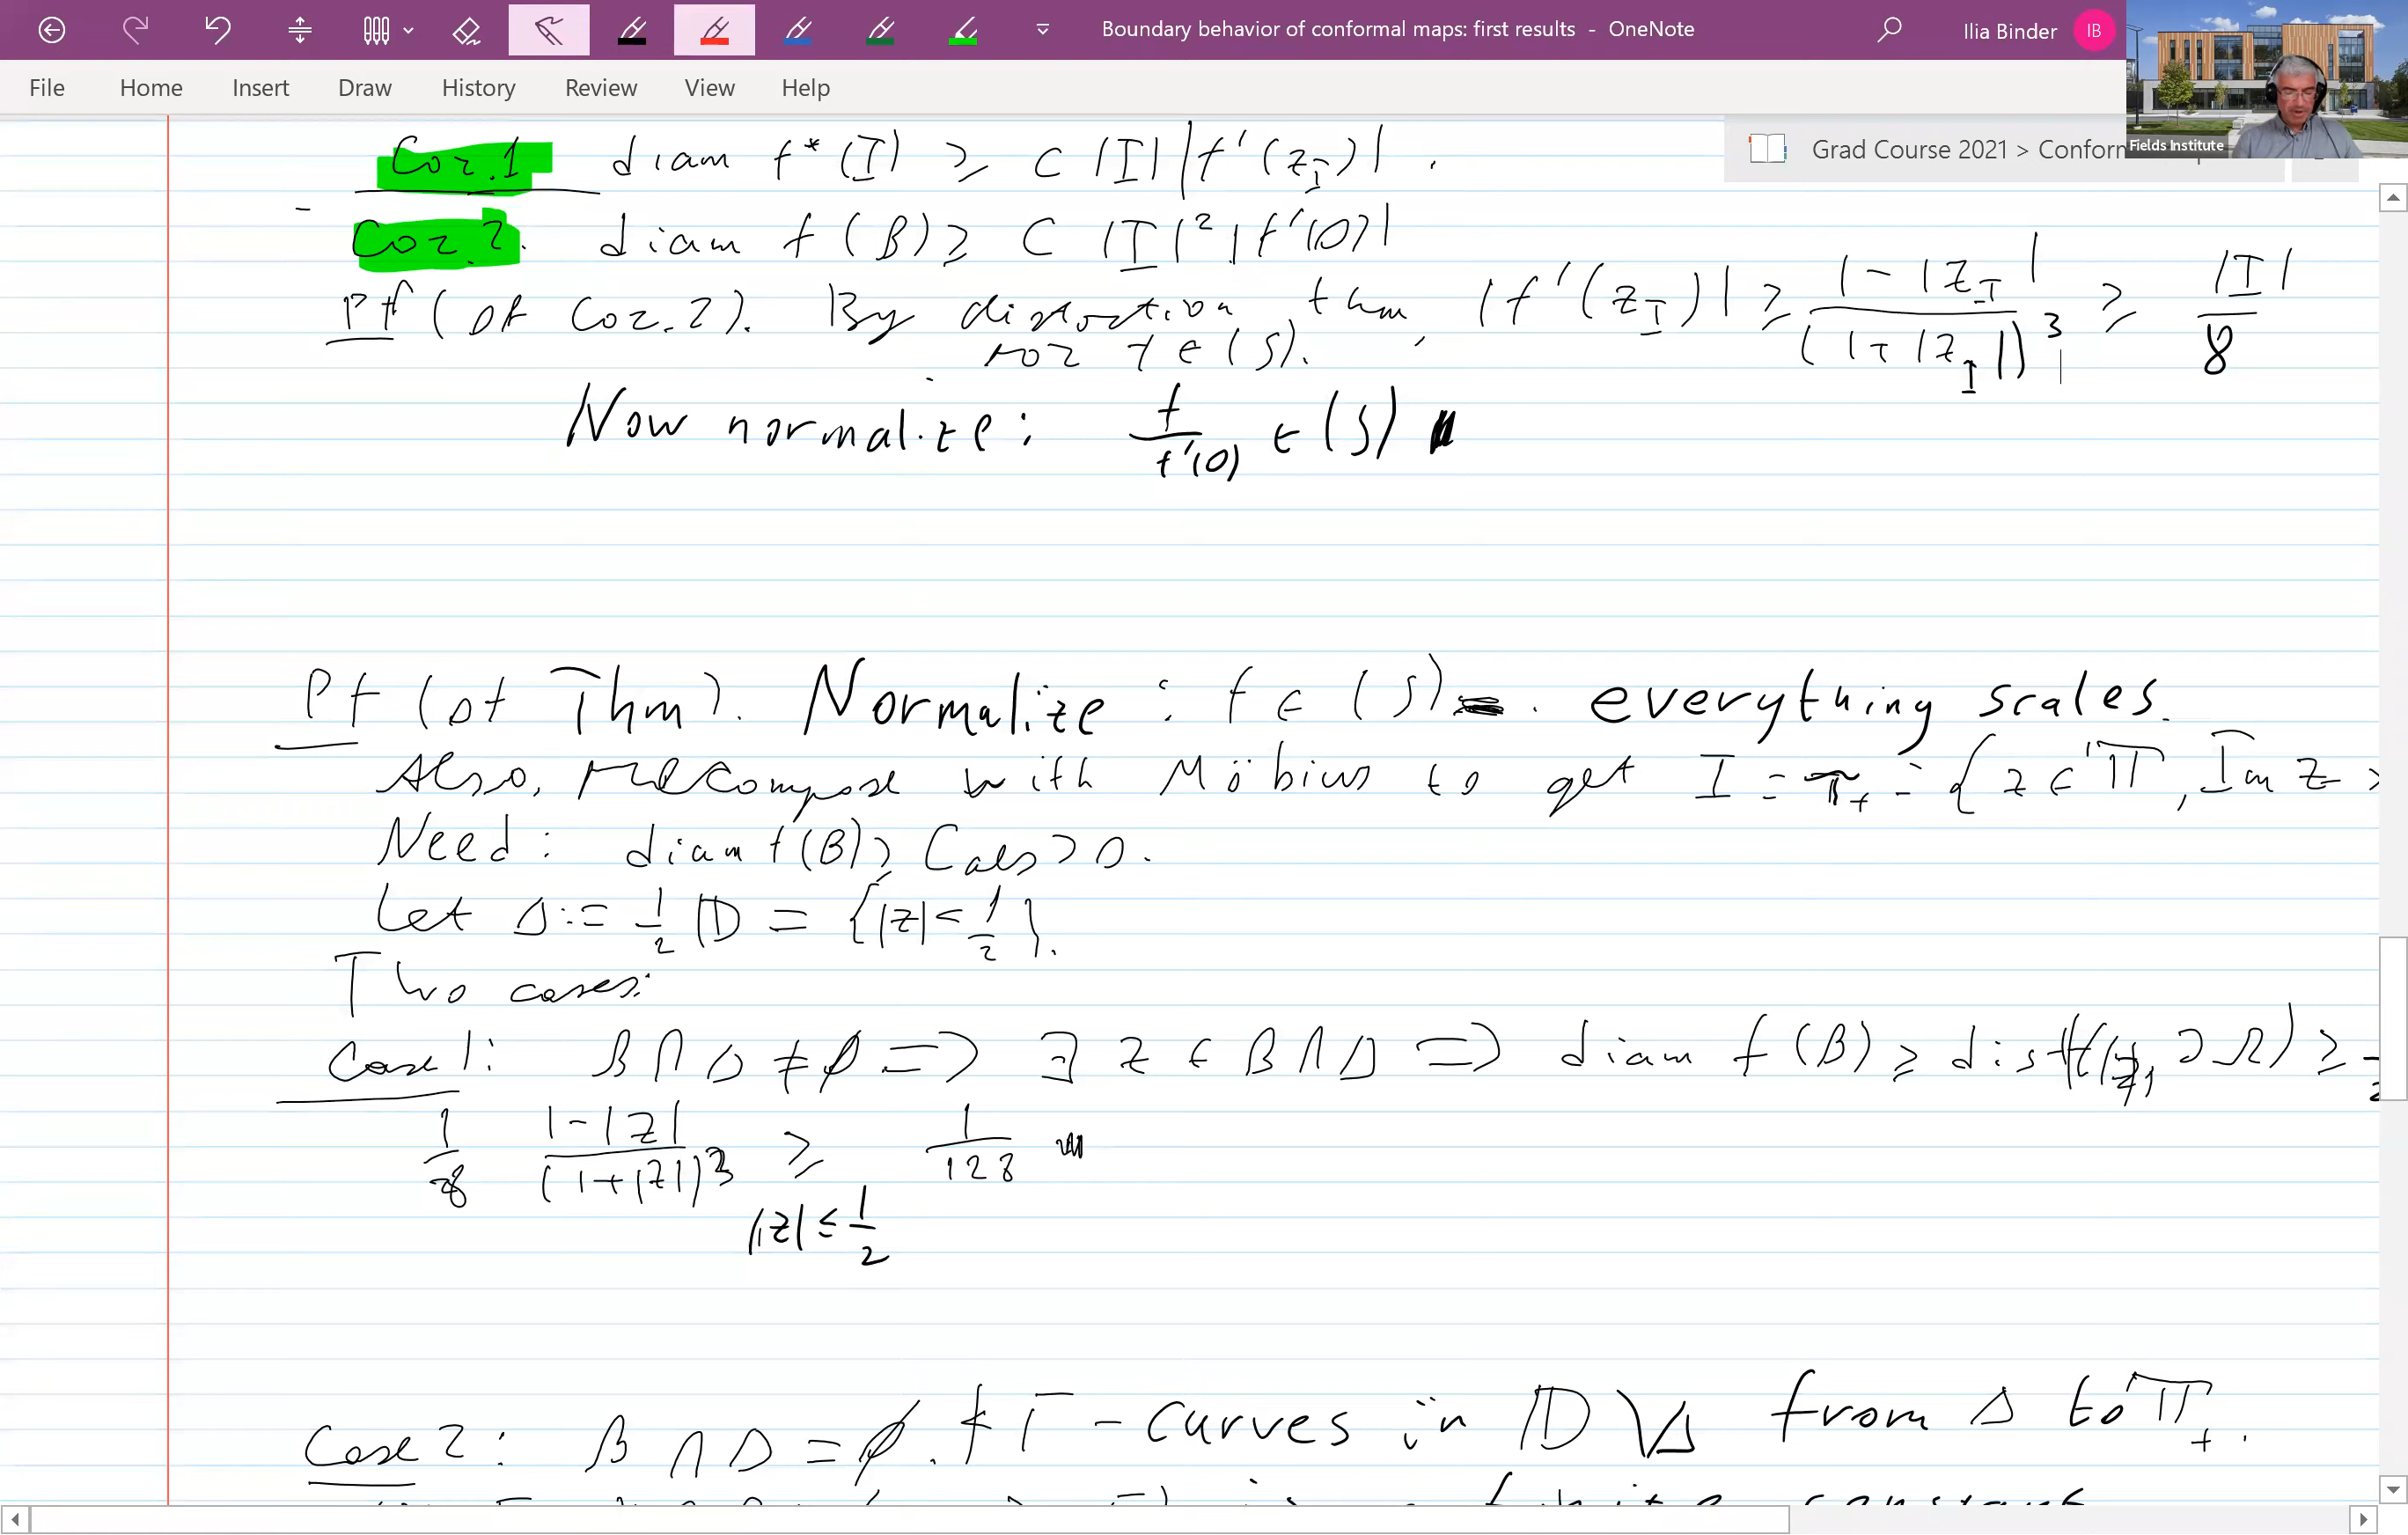 Boundary behavior of conformal maps: first results - OneNote
Ilia Binder
IB
File Home Insert Draw History Review View Help
Grad Course 2021 > Conform
Fields Institute
Cor.1 diam f*(I) ≥ C |I| |f'(z_I)|.
Cor 2. diam f(B) ≥ C |I|² |f'(0)|
Pf (of Cor. 2). By distortion thm, |f'(z_I)| ≥ (1-|z_I|)/(1+|z_I|)³ ≥ |I|/8
for f ∈ (S).
Now normalize: f/f'(0) ∈ (S)
Pf (of Thm). Normalize: f ∈ (S). everything scales.
Also, precompose with Möbius to get I = 𝕋₊ = {z ∈ 𝕋, Im z >
Need: diam f(B) ≥ C abs > 0.
Let Δ := 1/2 𝔻 = {|z| < 1/2}.
Two cases:
Case 1: B ∩ Δ ≠ ∅ => ∃ z ∈ B ∩ Δ => diam f(B) ≥ dist(f(z), ∂Ω) ≥
1/8 (1-|z|)/(1+|z|)³ ≥ 1/128
|z| ≤ 1/2
Case 2: B ∩ Δ = ∅. Γ - curves in 𝔻 \ Δ from Δ to 𝕋₊.